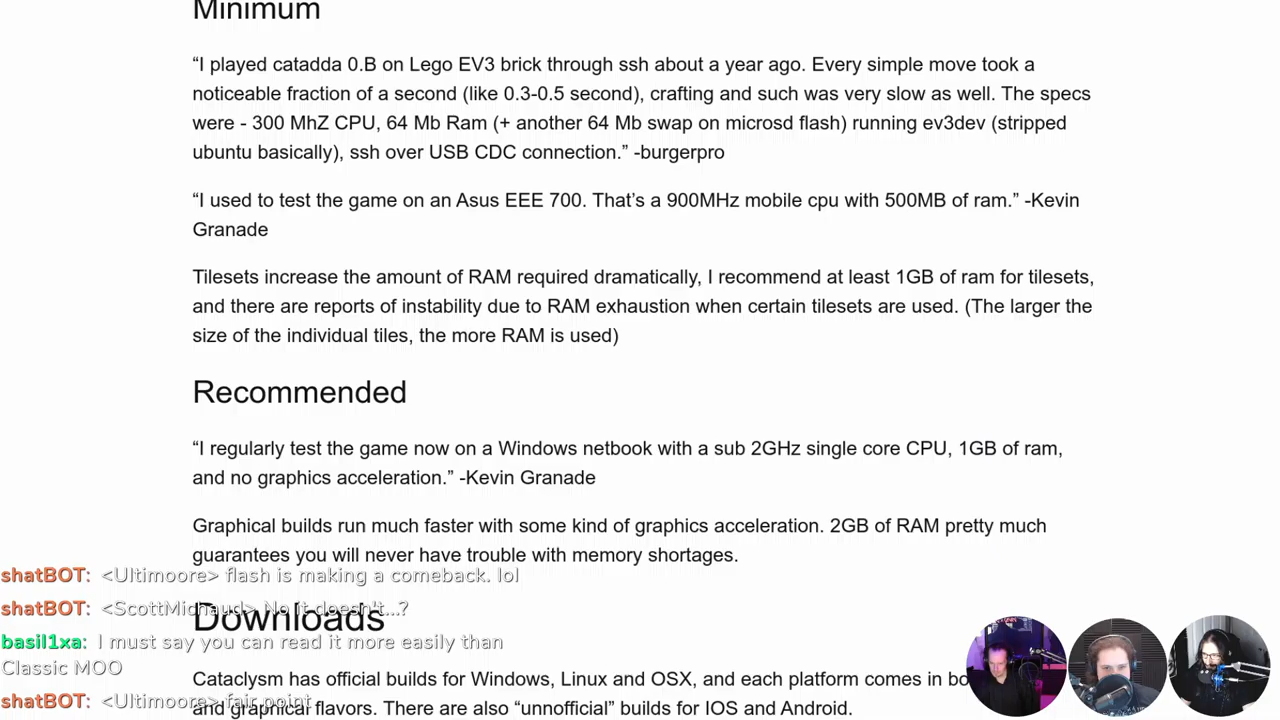 Minimum
“I played catadda 0.B on Lego EV3 brick through ssh about a year ago. Every simple move took a
noticeable fraction of a second (like 0.3-0.5 second), crafting and such was very slow as well. The specs
were - 300 MhZ CPU, 64 Mb Ram (+ another 64 Mb swap on microsd flash) running ev3dev (stripped
ubuntu basically), ssh over USB CDC connection.” -burgerpro
“I used to test the game on an Asus EEE 700. That’s a 900MHz mobile cpu with 500MB of ram.” -Kevin
Granade
Tilesets increase the amount of RAM required dramatically, I recommend at least 1GB of ram for tilesets,
and there are reports of instability due to RAM exhaustion when certain tilesets are used. (The larger the
size of the individual tiles, the more RAM is used)
Recommended
“I regularly test the game now on a Windows netbook with a sub 2GHz single core CPU, 1GB of ram,
and no graphics acceleration.” -Kevin Granade
Graphical builds run much faster with some kind of graphics acceleration. 2GB of RAM pretty much
guarantees you will never have trouble with memory shortages.
shatBOT: <Ultimoore> flash is making a comeback. lol
shatBOT: <ScottMichaud> No it doesn't...?
Downloads
basil1xa: I must say you can read it more easily than
Classic MOO
Cataclysm has official builds for Windows, Linux and OSX, and each platform comes in
shatBOT: <Ultimoore> fair point
and graphical flavors. There are also “unnofficial” builds for IOS and Android.